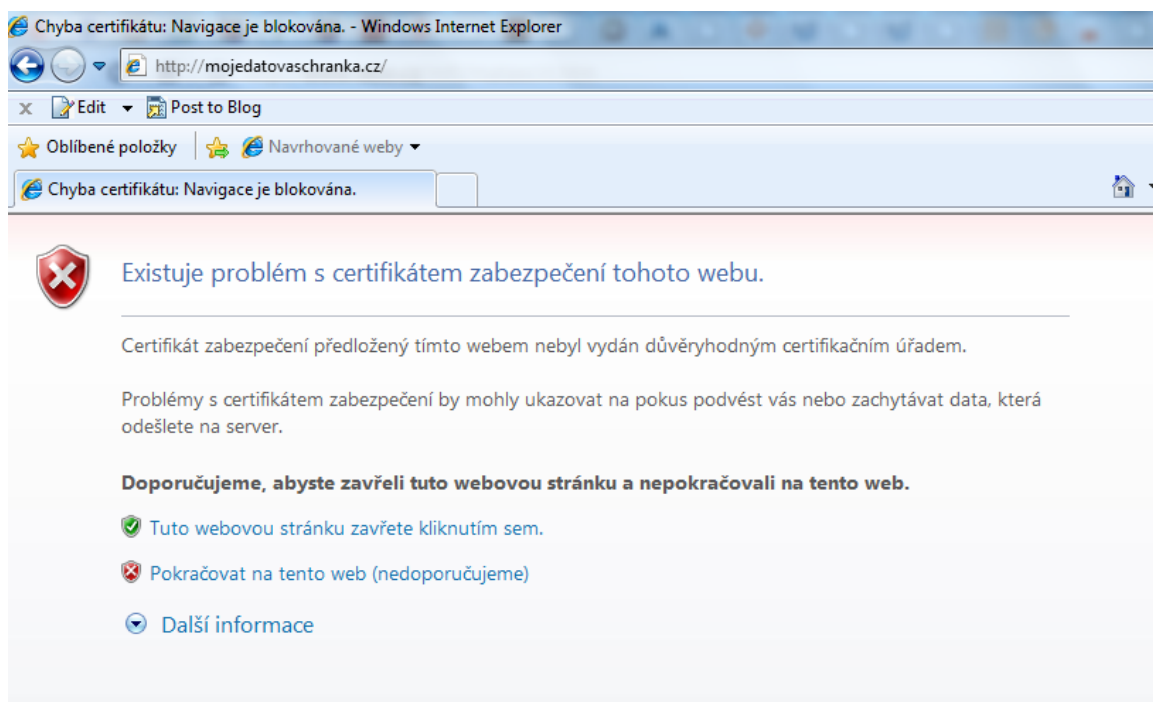 Chyba certifikátu: Navigace je blokována. - Windows Internet Explorer
http://mojedatovaschranka.cz/
x Edit Post to Blog
Oblíbené položky Navrhované weby
Chyba certifikátu: Navigace je blokována.
Existuje problém s certifikátem zabezpečení tohoto webu.
Certifikát zabezpečení předložený tímto webem nebyl vydán důvěryhodným certifikačním úřadem.
Problémy s certifikátem zabezpečení by mohly ukazovat na pokus podvést vás nebo zachytávat data, která
odešlete na server.
Doporučujeme, abyste zavřeli tuto webovou stránku a nepokračovali na tento web.
Tuto webovou stránku zavřete kliknutím sem.
Pokračovat na tento web (nedoporučujeme)
Další informace